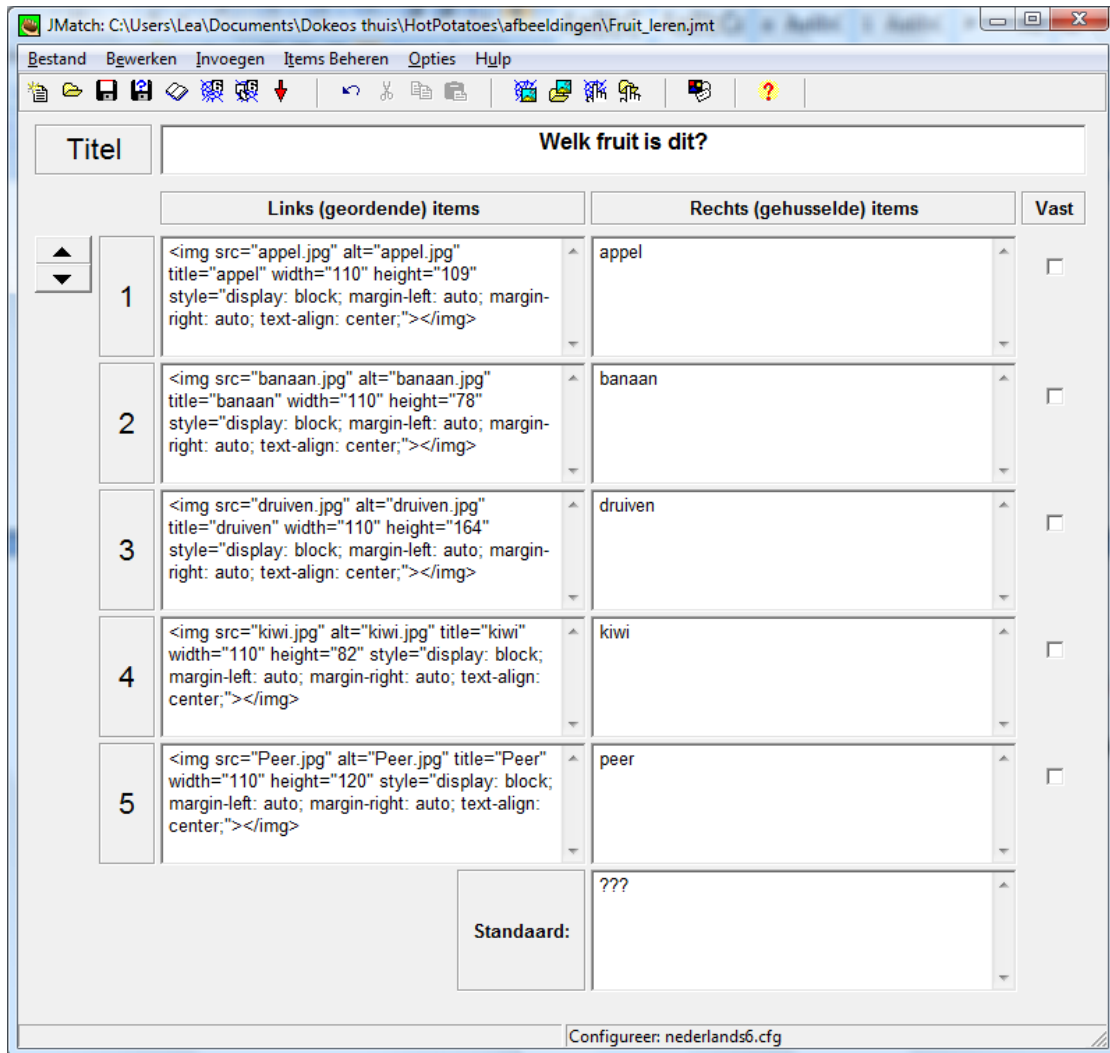 JMatch: C:\Users\Lea\Documents\Dokeos thuis\HotPotatoes\afbeeldingen\Fruit_leren.jmt
Bestand Bewerken Invoegen Items Beheren Opties Hulp
Titel
Welk fruit is dit?
Links (geordende) items
Rechts (gehusselde) items
Vast
1
<img src="appel.jpg" alt="appel.jpg"
title="appel" width="110" height="109"
style="display: block; margin-left: auto; margin-
right: auto; text-align: center;"></img>
appel
2
<img src="banaan.jpg" alt="banaan.jpg"
title="banaan" width="110" height="78"
style="display: block; margin-left: auto; margin-
right: auto; text-align: center;"></img>
banaan
3
<img src="druiven.jpg" alt="druiven.jpg"
title="druiven" width="110" height="164"
style="display: block; margin-left: auto; margin-
right: auto; text-align: center;"></img>
druiven
4
<img src="kiwi.jpg" alt="kiwi.jpg" title="kiwi"
width="110" height="82" style="display: block;
margin-left: auto; margin-right: auto; text-align:
center;"></img>
kiwi
5
<img src="Peer.jpg" alt="Peer.jpg" title="Peer"
width="110" height="120" style="display: block;
margin-left: auto; margin-right: auto; text-align:
center;"></img>
peer
Standaard:
???
Configureer: nederlands6.cfg